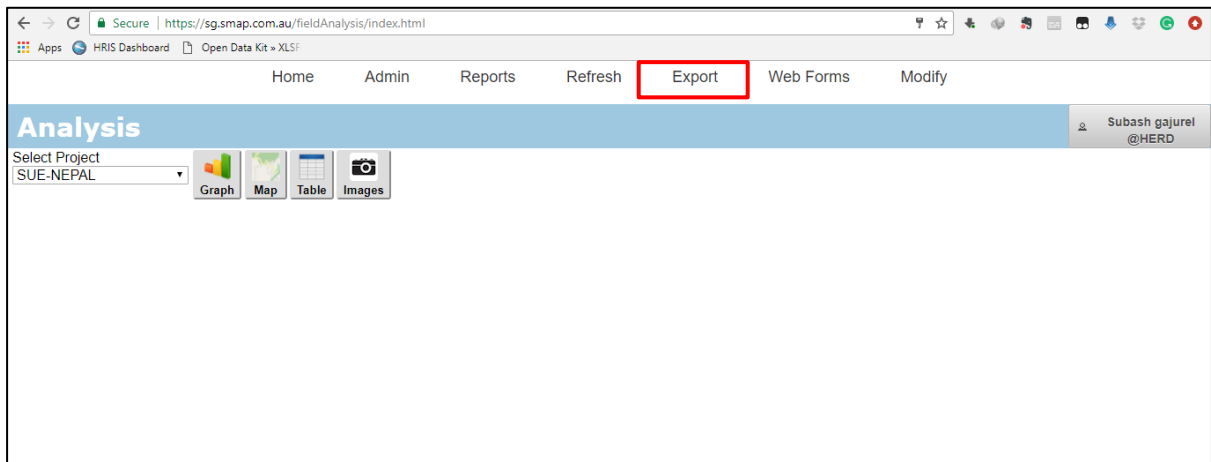 Secure | https://sg.smap.com.au/fieldAnalysis/index.html
Apps HRIS Dashboard Open Data Kit » XLSF
Home Admin Reports Refresh Export Web Forms Modify
Analysis
Subash gajurel
@HERD
Select Project
SUE-NEPAL
Graph Map Table Images